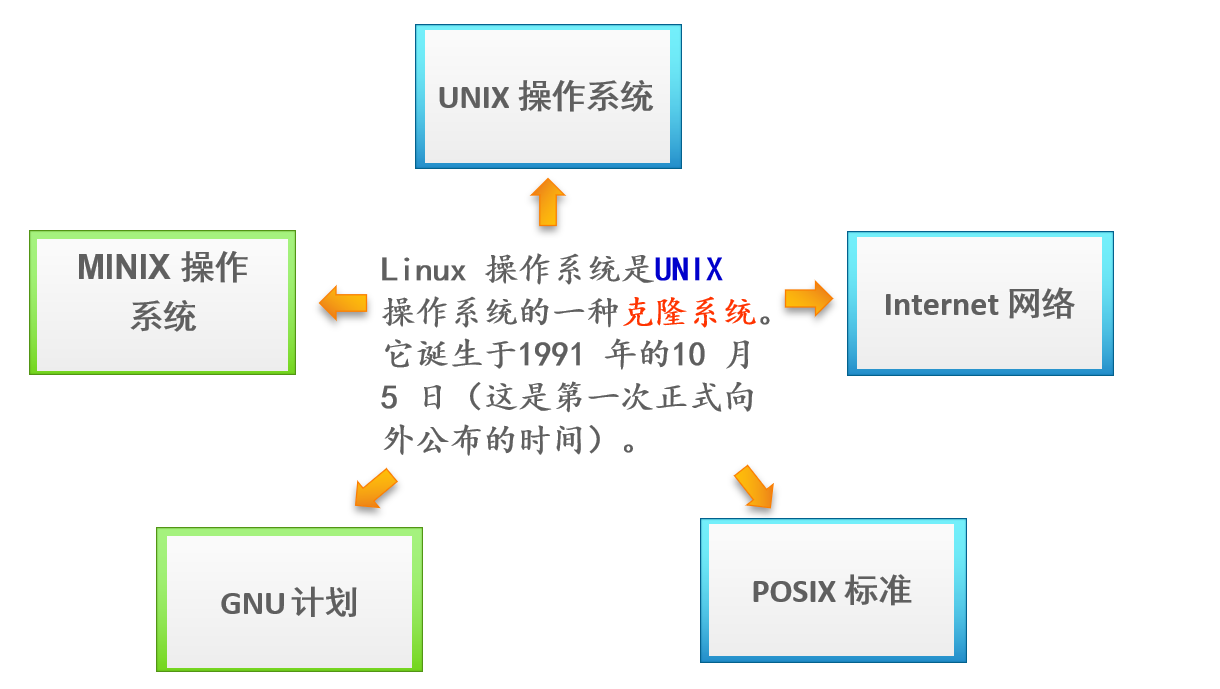 UNIX 操作系统
MINIX 操作
系统
Linux 操作系统是UNIX
操作系统的一种克隆系统。
它诞生于1991 年的10 月
5 日（这是第一次正式向
外公布的时间）。
Internet 网络
GNU 计划
POSIX 标准